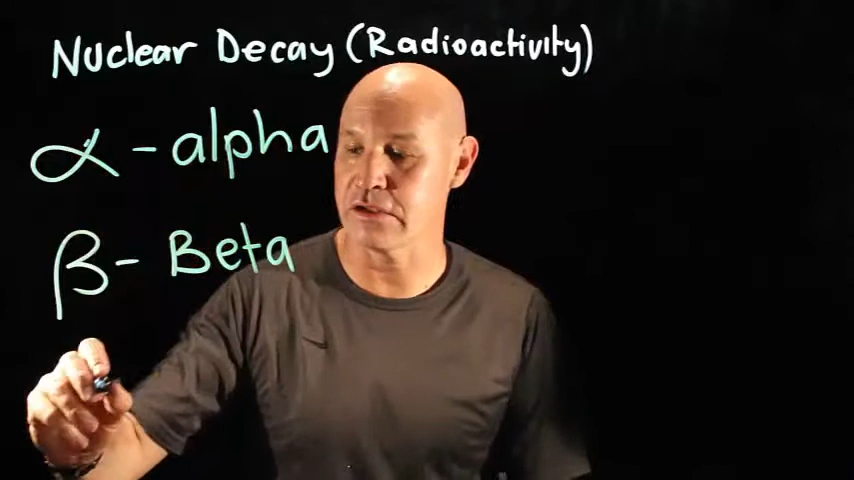 Nuclear Decay (Radioactivity)
α - alpha
β - Beta